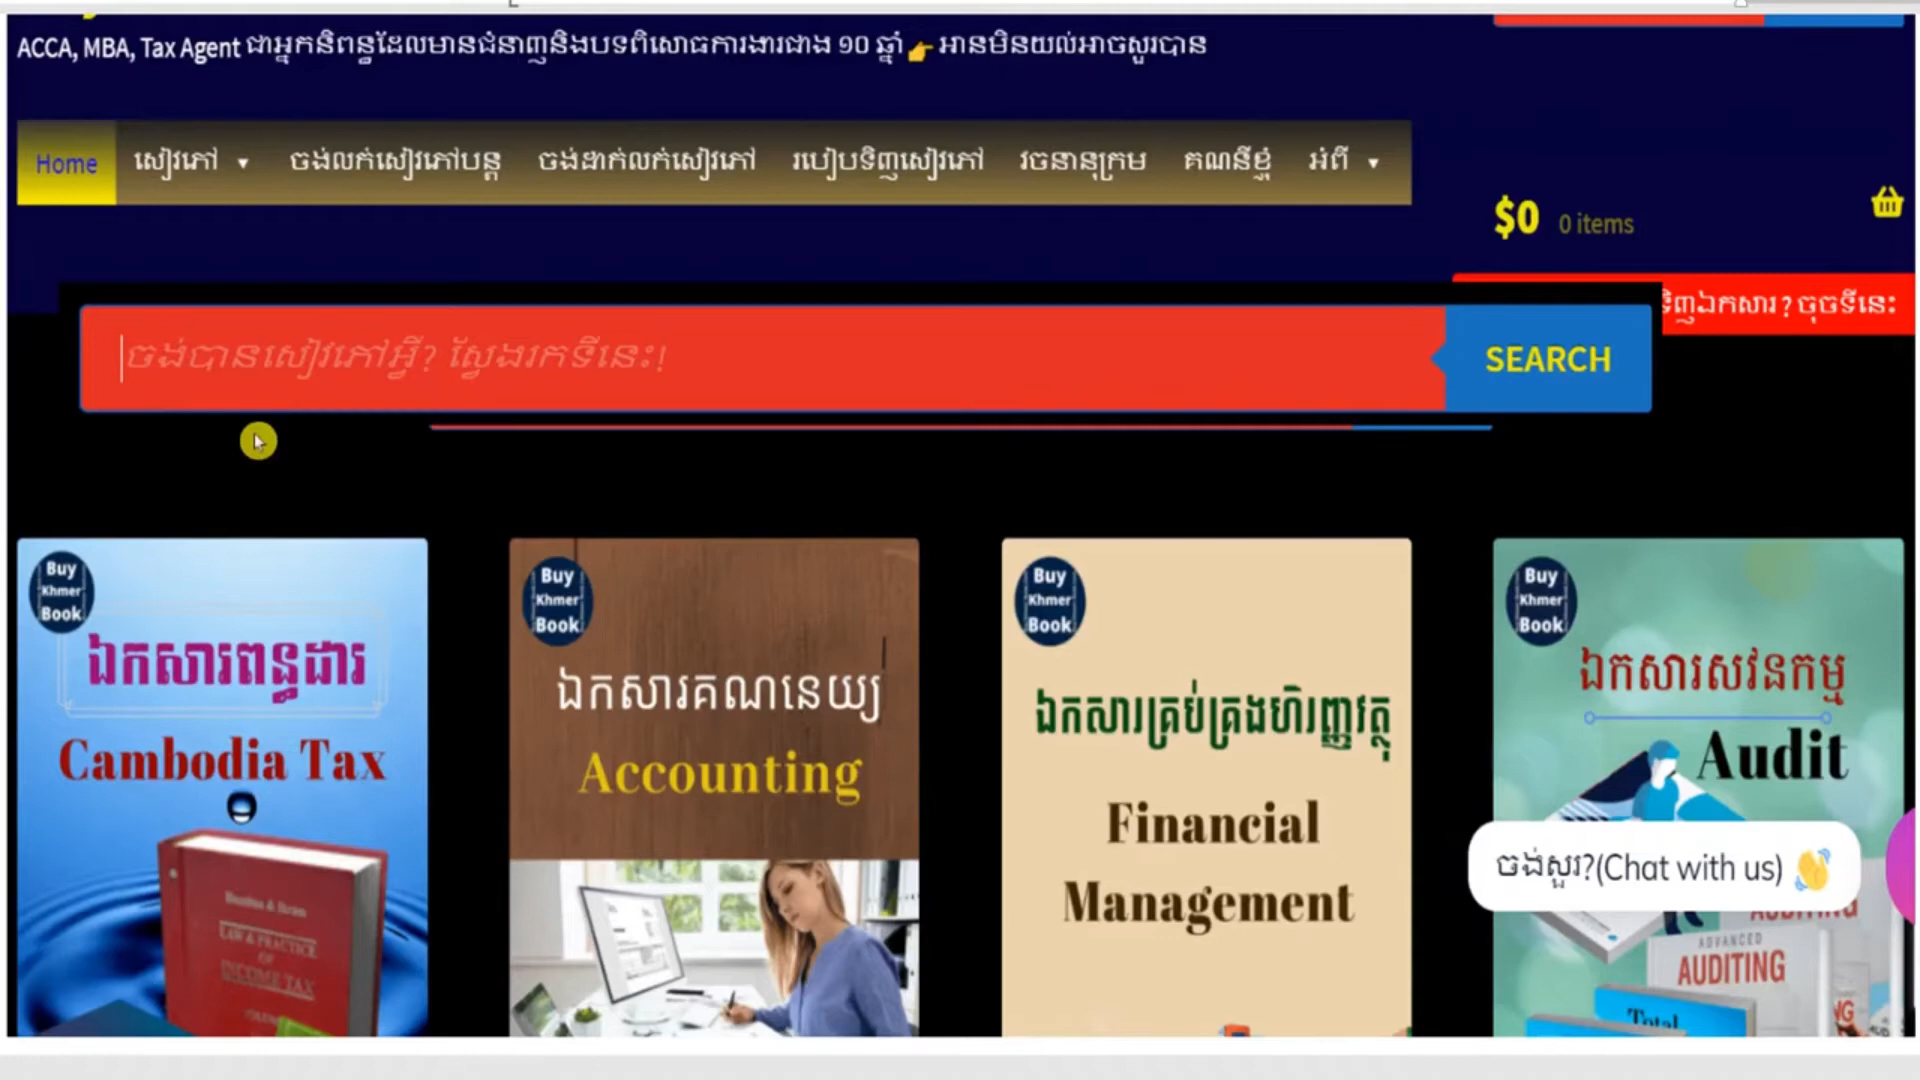 ACCA, MBA, Tax Agent ជាអ្នកនិពន្ធដែលមានជំនាញនិងបទពិសោធការងារជាង ១០ ឆ្នាំ 👉 អានមិនយល់អាចសួរបាន
Home សៀវភៅ ▼ ចង់លក់សៀវភៅបន្ត ចង់ដាក់លក់សៀវភៅ របៀបទិញសៀវភៅ វចនានុក្រម គណនីខ្ញុំ អំពី ▼
$0 0 items
ទិញឯកសារ ? ចុចទីនេះ
ចង់បានសៀវភៅអ្វី? ស្វែងរកទីនេះ!
SEARCH
Buy
Khmer
Book
ឯកសារពន្ធដារ
Cambodia Tax
LAW & PRACTICE
OF
INCOME TAX
Buy
Khmer
Book
ឯកសារគណនេយ្យ
Accounting
Buy
Khmer
Book
ឯកសារគ្រប់គ្រងហិរញ្ញវត្ថុ
Financial
Management
Buy
Khmer
Book
ឯកសារសវនកម្ម
Audit
ចង់សួរ?(Chat with us) 👋
ADVANCED
AUDITING
Total